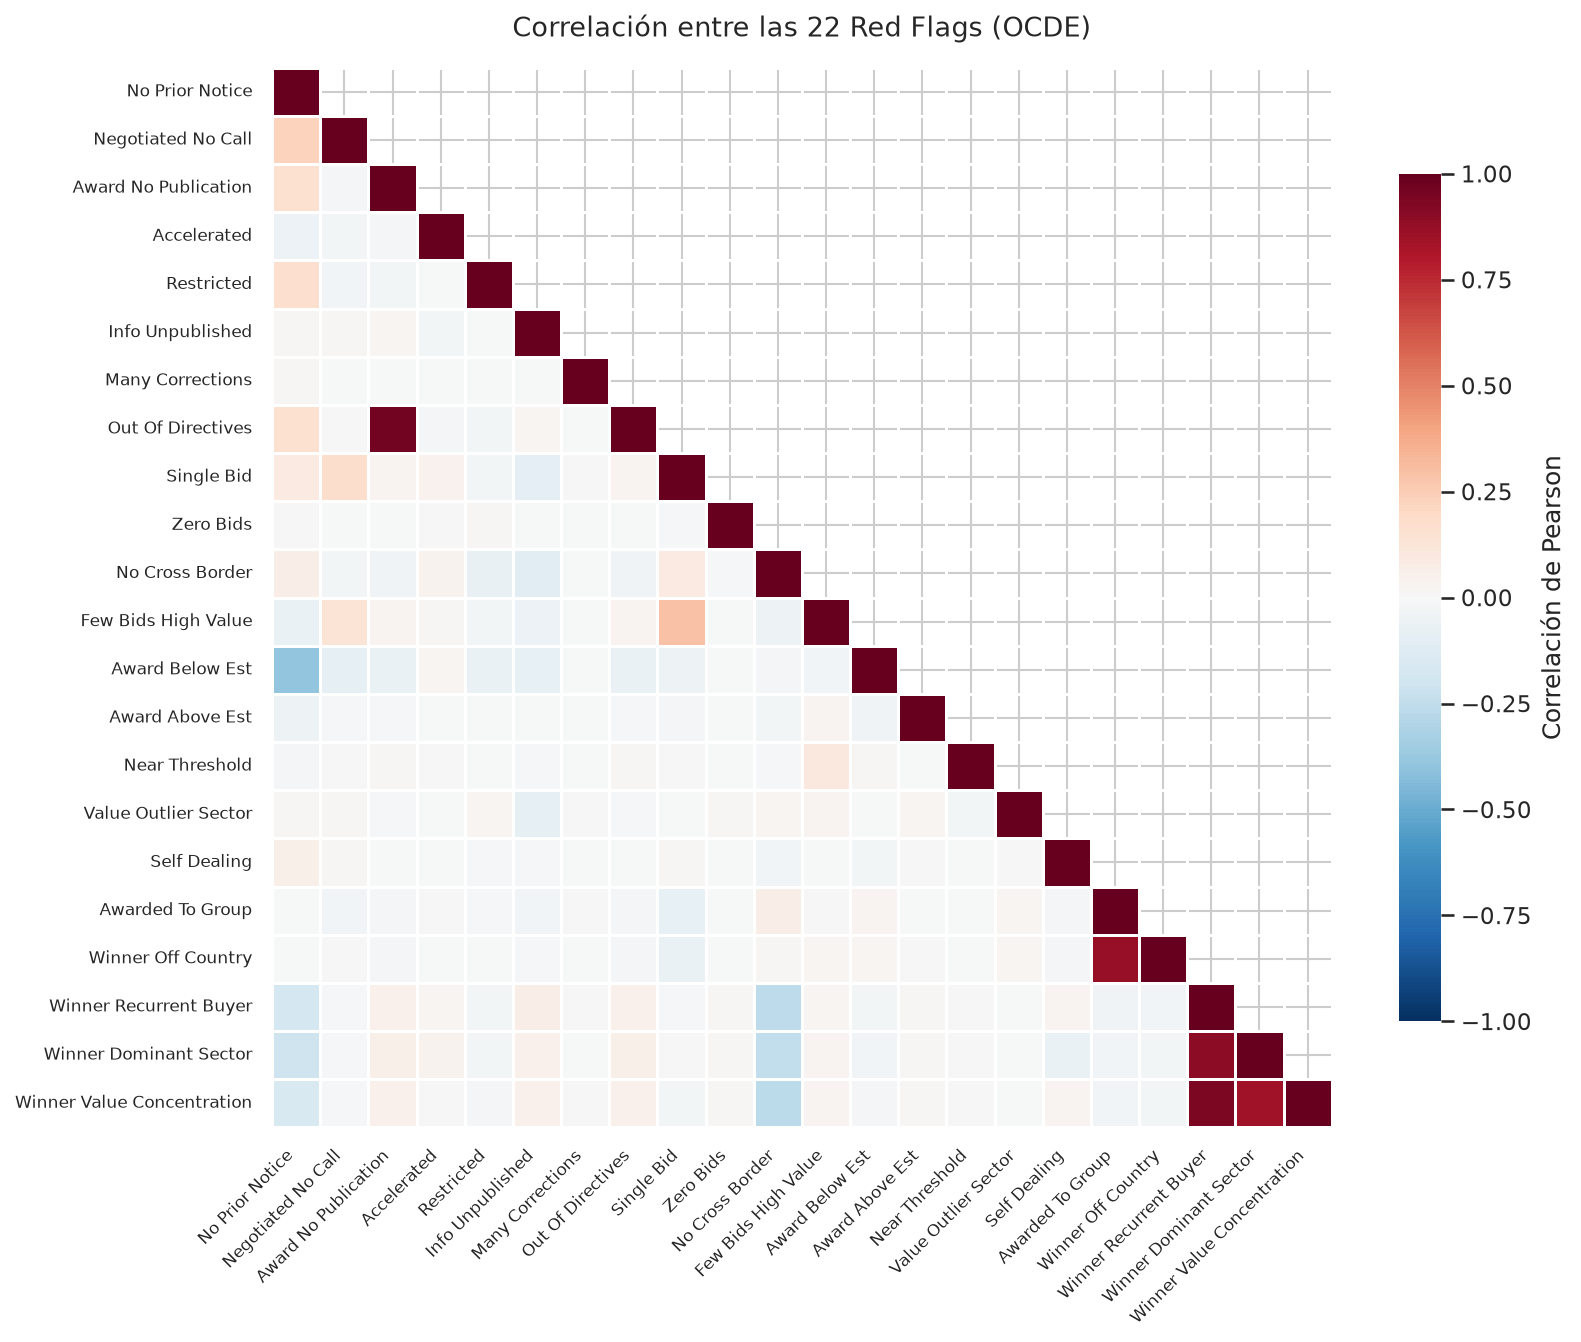 Correlación entre las 22 Red Flags (OCDE)
No Prior Notice
Negotiated No Call
Award No Publication
Accelerated
Restricted
Info Unpublished
Many Corrections
Out Of Directives
Single Bid
Zero Bids
No Cross Border
Few Bids High Value
Award Below Est
Award Above Est
Near Threshold
Value Outlier Sector
Self Dealing
Awarded To Group
Winner Off Country
Winner Recurrent Buyer
Winner Dominant Sector
Winner Value Concentration
No Prior Notice
Negotiated No Call
Award No Publication
Accelerated
Restricted
Info Unpublished
Many Corrections
Out Of Directives
Single Bid
Zero Bids
No Cross Border
Few Bids High Value
Award Below Est
Award Above Est
Near Threshold
Value Outlier Sector
Self Dealing
Awarded To Group
Winner Off Country
Winner Recurrent Buyer
Winner Dominant Sector
Winner Value Concentration
1.00
0.75
0.50
0.25
0.00
−0.25
−0.50
−0.75
−1.00
Correlación de Pearson